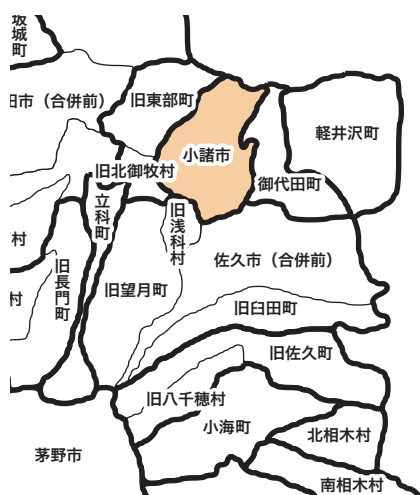 坂城町
田市（合併前）
旧東部町
軽井沢町
小諸市
旧北御牧村
御代田町
立科町
旧浅科村
村
佐久市（合併前）
旧長門町
村
旧望月町
旧臼田町
旧佐久町
旧八千穂村
小海町
北相木村
茅野市
南相木村